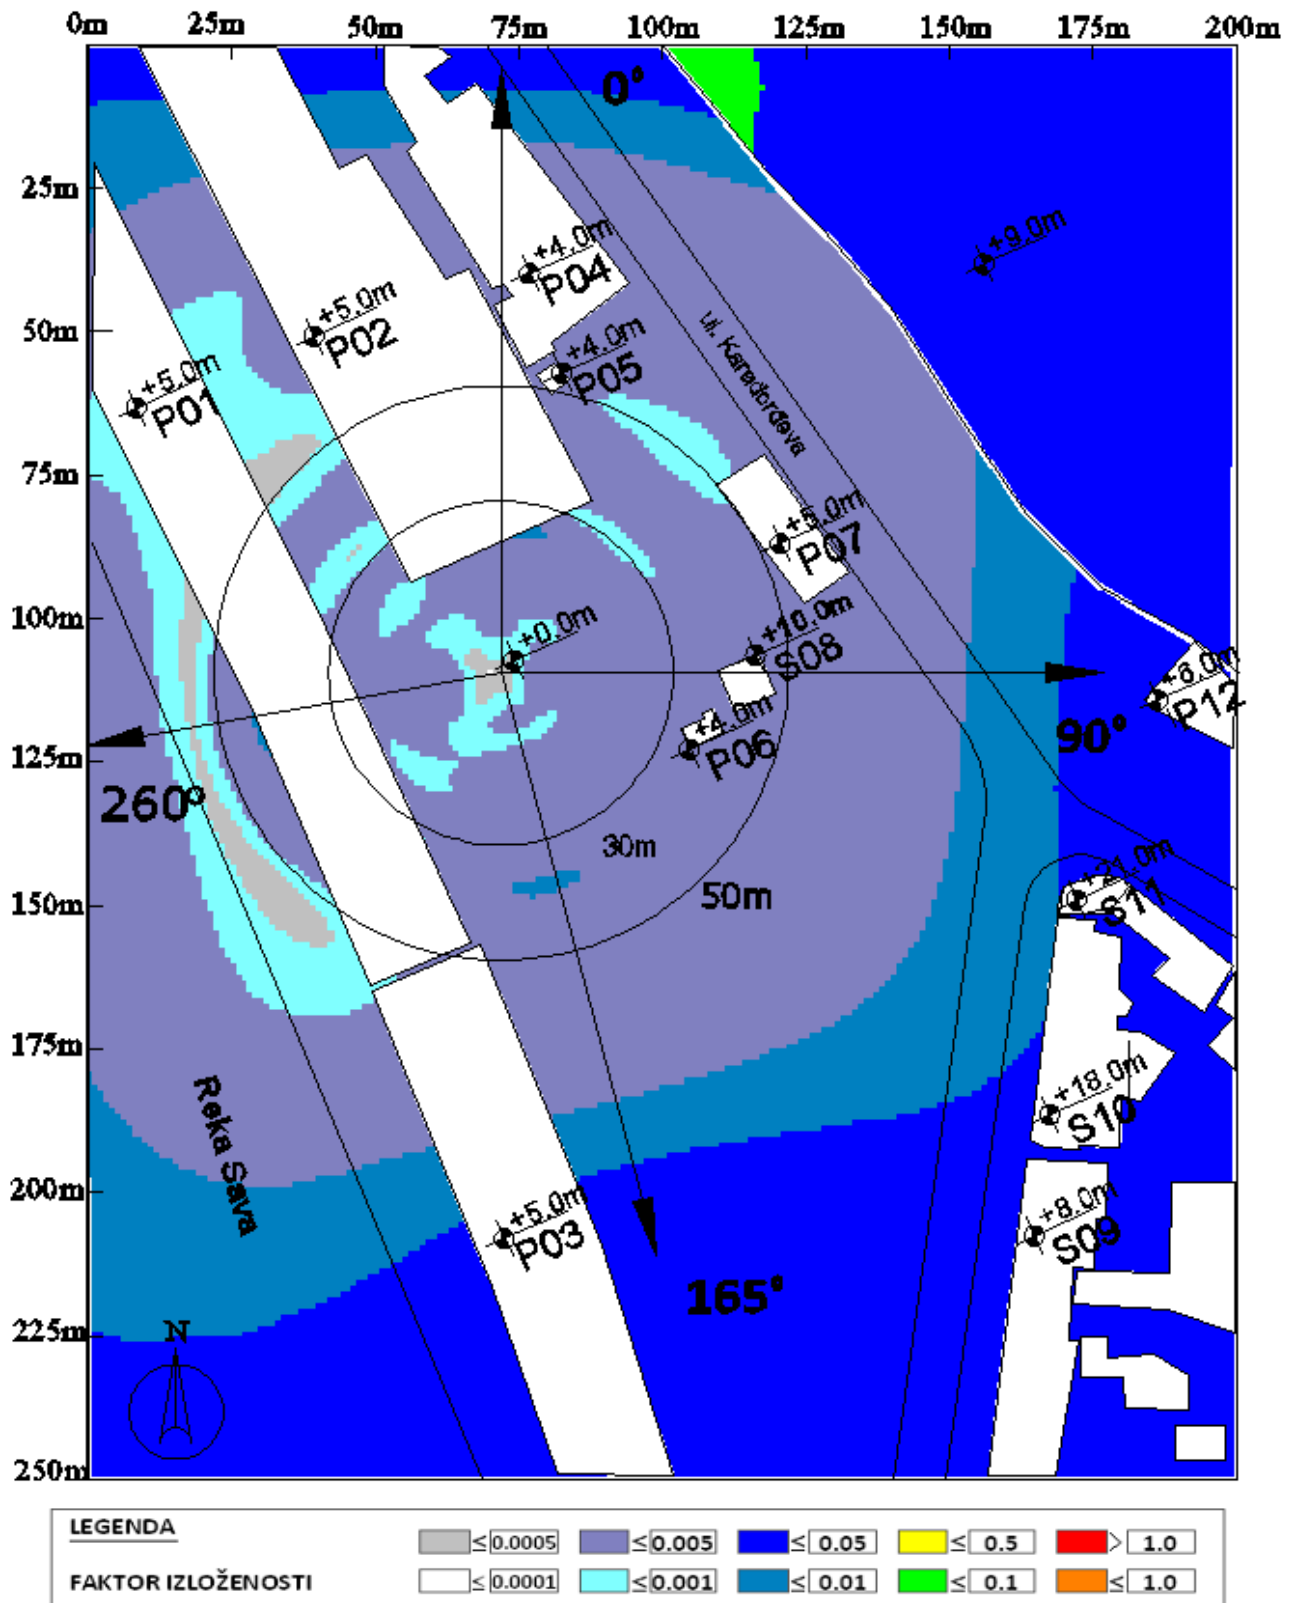 0m 25m 50m 75m 100m 125m 150m 175m 200m
0°
25m
+9.0m
+4.0m
P04
50m
+5.0m
P02
ul. Karađorđeva
+4.0m
P05
+5.0m
P01
75m
+5.0m
P07
100m
+0.0m
+10.0m
S08
+6.0m
P12
+4.0m
P06
90°
125m
260°
30m
50m
150m
+21.0m
S11
175m
Reka Sava
+18.0m
S10
200m
+5.0m
P03
+8.0m
S09
165°
225m
N
250m
LEGENDA
≤ 0.0005 ≤ 0.005 ≤ 0.05 ≤ 0.5 > 1.0
FAKTOR IZLOŽENOSTI
≤ 0.0001 ≤ 0.001 ≤ 0.01 ≤ 0.1 ≤ 1.0